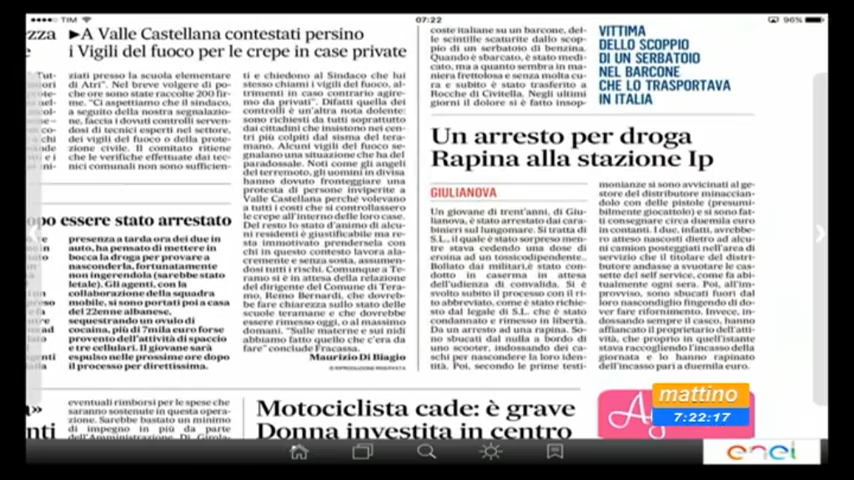 TIM
07:22
96%
zza
▶A Valle Castellana contestati persino
i Vigili del fuoco per le crepe in case private
ziati presso la scuola elementare
di Atri". Nel breve volgere di po-
che ore sono state raccolte 200 fir-
me. "Ci aspettiamo che il sindaco,
a seguito della nostra segnalazio-
ne, faccia i dovuti controlli serven-
dosi di tecnici esperti nel settore,
dei vigili del fuoco o della prote-
zione civile. Il comitato ritiene
che le verifiche effettuate dai tec-
nici comunali non sono sufficien-
ti e chiedono al Sindaco che lui
stesso chiami i vigili del fuoco, al-
trimenti in caso contrario agire-
mo da privati". Difatti quella dei
controlli è un'altra nota dolente:
sono richiesti da tutti soprattutto
dai cittadini che insistono nei cen-
tri più colpiti dal sisma del tera-
mano. Alcuni vigili del fuoco se-
gnalano una situazione che ha del
paradossale. Noti come gli angeli
del terremoto, gli uomini in divisa
hanno dovuto fronteggiare una
protesta di persone inviperite a
Valle Castellana perché volevano
a tutti i costi che si controllassero
le crepe all'interno delle loro case.
Del resto lo stato d'animo di alcu-
ni residenti è giustificabile ma re-
sta immotivato prendersela con
chi in questo contesto lavora ala-
cremente e senza sosta, assumen-
dosi tutti i rischi. Comunque a Te-
ramo si è in attesa della relazione
del dirigente del Comune di Tera-
mo, Remo Bernardi, che dovreb-
be fare chiarezza sullo stato delle
scuole teramane e che dovrebbe
essere rimesso oggi, o al massimo
domani. "Sulle materne e sui nidi
abbiamo fatto quello che c'era da
fare" conclude Fracassa.
Maurizio Di Biagio
© RIPRODUZIONE RISERVATA
opo essere stato arrestato
presenza a tarda ora dei due in
auto, ha pensato di mettere in
bocca la droga per provare a
nasconderla, fortunatamente
non ingerendola (sarebbe stato
letale). Gli agenti, con la
collaborazione della squadra
mobile, si sono portati poi a casa
del 22enne albanese,
sequestrando un ovulo di
cocaina, più di 7mila euro forse
provento dell'attività di spaccio
e tre cellulari. Il giovane sarà
espulso nelle prossime ore dopo
il processo per direttissima.
coste italiane su un barcone, del-
le scintille scaturite dallo scop-
pio di un serbatoio di benzina.
Quando è sbarcato, è stato medi-
cato, ma a quanto sembra in ma-
niera frettolosa e senza molta cu-
ra e subito è stato trasferito a
Rocche di Civitella. Negli ultimi
giorni il dolore si è fatto insop-
VITTIMA
DELLO SCOPPIO
DI UN SERBATOIO
NEL BARCONE
CHE LO TRASPORTAVA
IN ITALIA
Un arresto per droga
Rapina alla stazione Ip
GIULIANOVA
Un giovane di trent'anni, di Giu-
lianova, è stato arrestato dai cara-
binieri sul lungomare. Si tratta di
S.L., il quale è stato sorpreso men-
tre stava cedendo una dose di
eroina ad un tossicodipendente.
Bollato dai militari,è stato con-
dotto in caserma in attesa
dell'udienza di convalida. Si è
svolto subito il processo con il ri-
to abbreviato, come è stato richie-
sto dal legale di S.L. che è stato
condannato e rimesso in libertà.
Da un arresto ad una rapina. So-
no sbucati dal nulla a bordo di
uno scooter, indossando dei ca-
schi per nascondere la loro iden-
tità. Poi, secondo le prime testi-
monianze si sono avvicinati al ge-
store del distributore minaccian-
dolo con delle pistole (presumi-
bilmente giocattolo) e si sono fat-
ti consegnare circa duemila euro
in contanti. I due, infatti, avrebbe-
ro atteso nascosti dietro ad alcu-
ni camion posteggiati nell'area di
servizio che il titolare del distri-
butore andasse a svuotare le cas-
sette del self service, come fa abi-
tualmente ogni sera. Poi, all'im-
provviso, sono sbucati fuori dal
loro nascondiglio fingendo di do-
ver fare rifornimento. Invece, in-
dossando sempre il casco, hanno
affiancato il proprietario dell'atti-
vità, che proprio in quell'istante
stava raccogliendo l'incasso della
giornata e lo hanno rapinato
dell'incasso pari a duemila euro.
eventuali rimborsi per le spese che
saranno sostenute in questa opera-
zione. Sarebbe bastato un minimo
di impegno in più da parte
dell'Amministrazione. Di Girola-
Motociclista cade: è grave
Donna investita in centro
mattino
7:22:17
enel